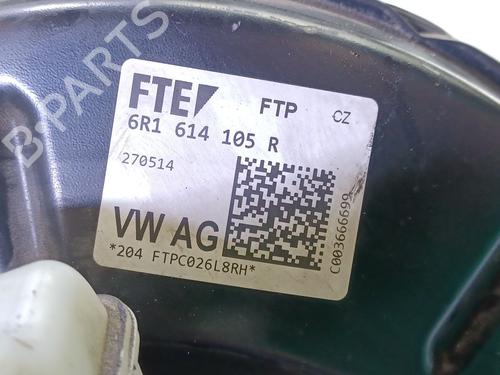 B-PARTS
FTE
FTP
CZ
6R1 614 105 R
270514
VW AG
*204 FTPC026L8RH*
C003666699